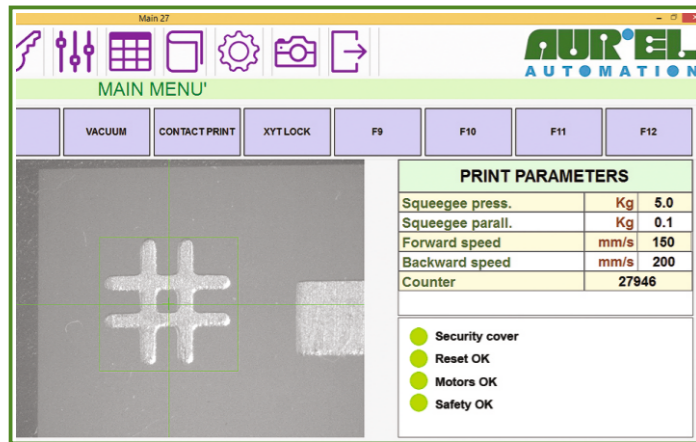 Main 27
AUR°EL
AUTOMATION
MAIN MENU'
VACUUM
CONTACT PRINT
XYT LOCK
F9
F10
F11
F12
PRINT PARAMETERS
Squeegee press. Kg 5.0
Squeegee parall. Kg 0.1
Forward speed mm/s 150
Backward speed mm/s 200
Counter 27946
Security cover
Reset OK
Motors OK
Safety OK